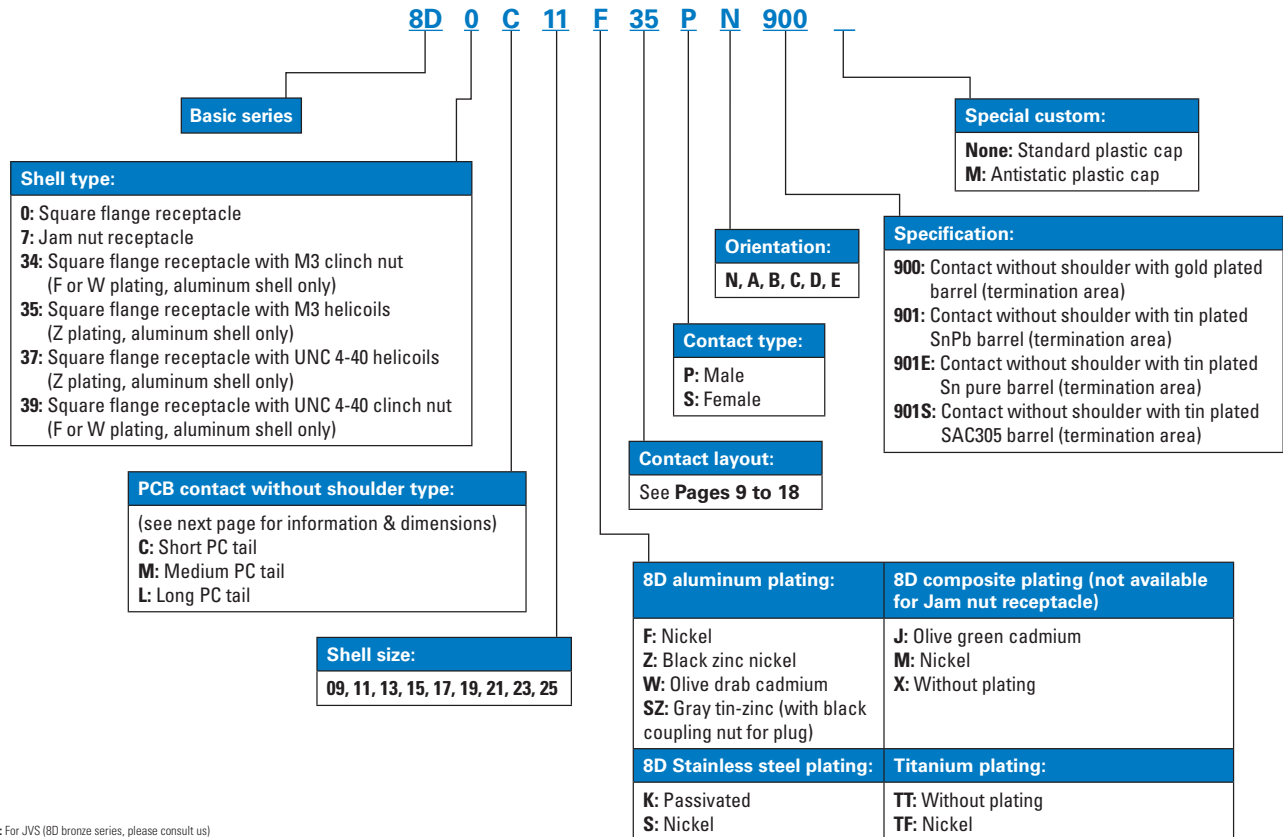 8D 0 C 11 F 35 P N 900 _
Basic series
Special custom:
None: Standard plastic cap
M: Antistatic plastic cap
Shell type:
0: Square flange receptacle
7: Jam nut receptacle
34: Square flange receptacle with M3 clinch nut
(F or W plating, aluminum shell only)
35: Square flange receptacle with M3 helicoils
(Z plating, aluminum shell only)
37: Square flange receptacle with UNC 4-40 helicoils
(Z plating, aluminum shell only)
39: Square flange receptacle with UNC 4-40 clinch nut
(F or W plating, aluminum shell only)
Orientation:
N, A, B, C, D, E
Specification:
900: Contact without shoulder with gold plated
barrel (termination area)
901: Contact without shoulder with tin plated
SnPb barrel (termination area)
901E: Contact without shoulder with tin plated
Sn pure barrel (termination area)
901S: Contact without shoulder with tin plated
SAC305 barrel (termination area)
Contact type:
P: Male
S: Female
Contact layout:
See Pages 9 to 18
PCB contact without shoulder type:
(see next page for information & dimensions)
C: Short PC tail
M: Medium PC tail
L: Long PC tail
Shell size:
09, 11, 13, 15, 17, 19, 21, 23, 25
8D aluminum plating:
F: Nickel
Z: Black zinc nickel
W: Olive drab cadmium
SZ: Gray tin-zinc (with black
coupling nut for plug)
8D composite plating (not available
for Jam nut receptacle)
J: Olive green cadmium
M: Nickel
X: Without plating
8D Stainless steel plating:
K: Passivated
S: Nickel
Titanium plating:
TT: Without plating
TF: Nickel
: For JVS (8D bronze series, please consult us)